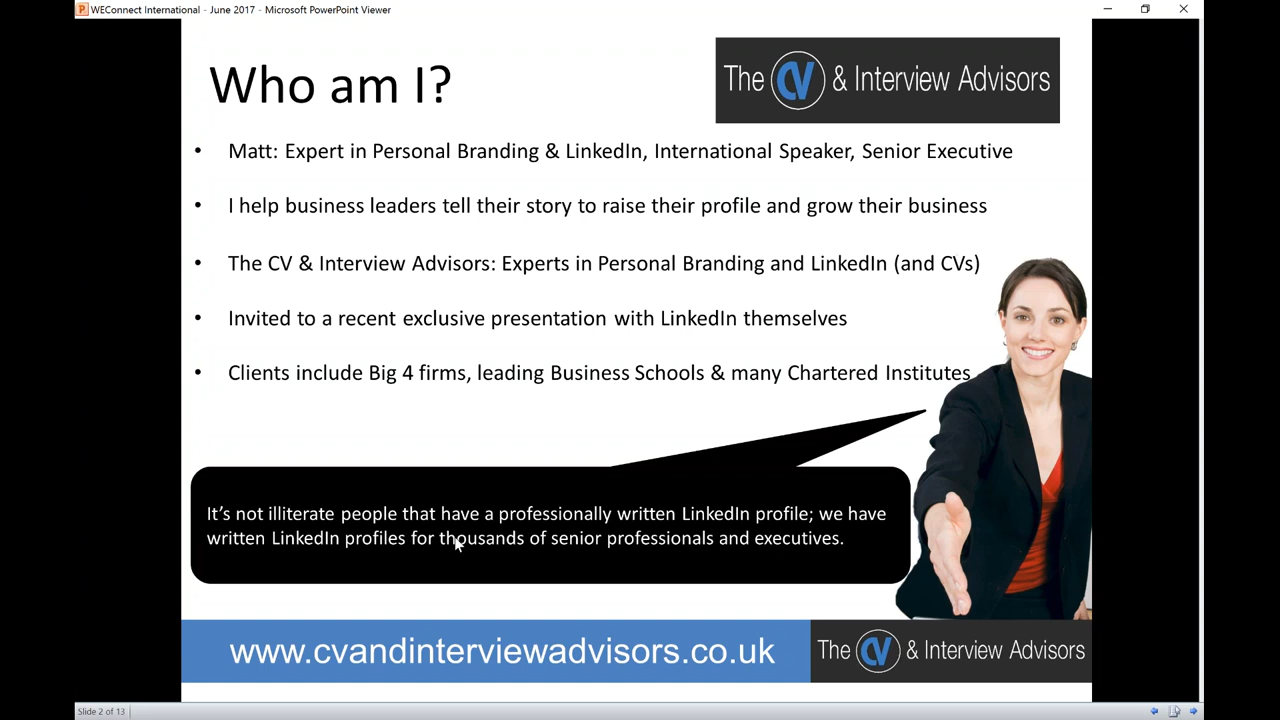 WEConnect International - June 2017 - Microsoft PowerPoint Viewer
Who am I?
The CV & Interview Advisors
• Matt: Expert in Personal Branding & LinkedIn, International Speaker, Senior Executive
• I help business leaders tell their story to raise their profile and grow their business
• The CV & Interview Advisors: Experts in Personal Branding and LinkedIn (and CVs)
• Invited to a recent exclusive presentation with LinkedIn themselves
• Clients include Big 4 firms, leading Business Schools & many Chartered Institutes
It’s not illiterate people that have a professionally written LinkedIn profile; we have
written LinkedIn profiles for thousands of senior professionals and executives.
www.cvandinterviewadvisors.co.uk
The CV & Interview Advisors
Slide 2 of 13